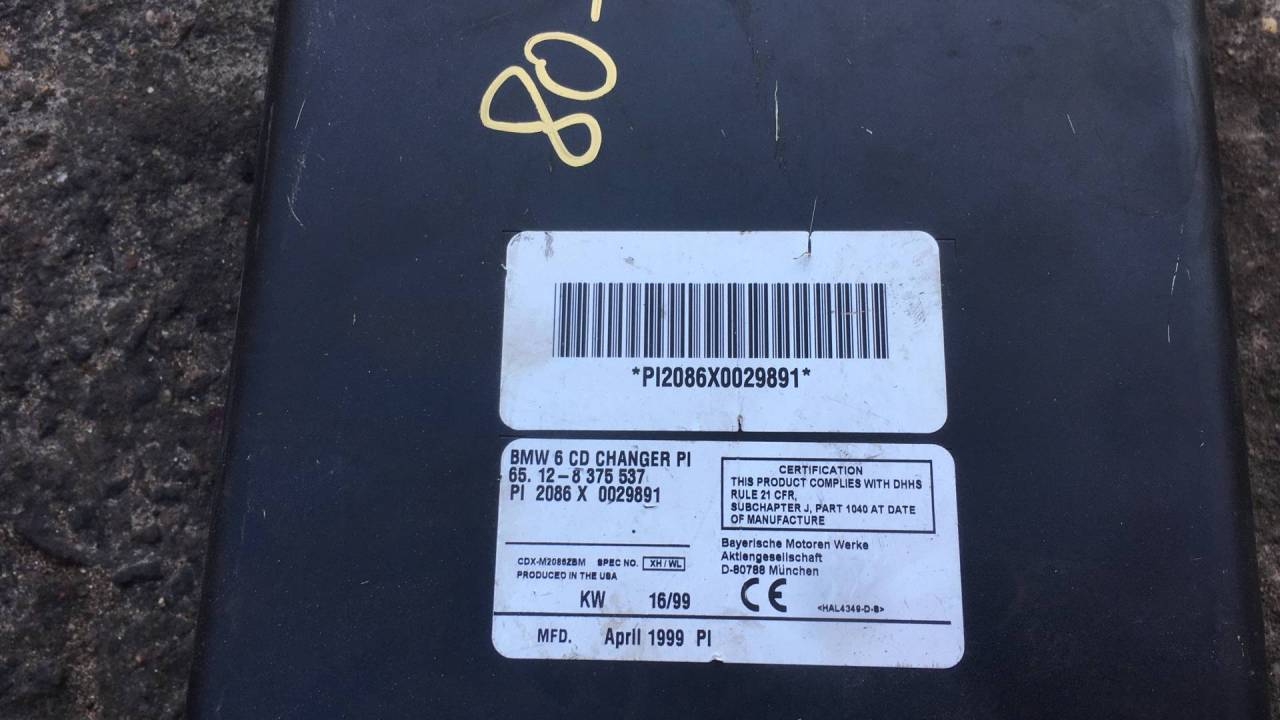 80-
*PI2086X0029891*
BMW 6 CD CHANGER PI
65. 12-8 375 537
PI 2086 X 0029891
CDX-M2086ZBM SPEC NO. XH/WL
PRODUCED IN THE USA
KW 16/99
MFD. April 1999 PI
CERTIFICATION
THIS PRODUCT COMPLIES WITH DHHS
RULE 21 CFR,
SUBCHAPTER J, PART 1040 AT DATE
OF MANUFACTURE
Bayerische Motoren Werke
Aktiengesellschaft
D-80788 München
CE
<HAL4349-D-B>